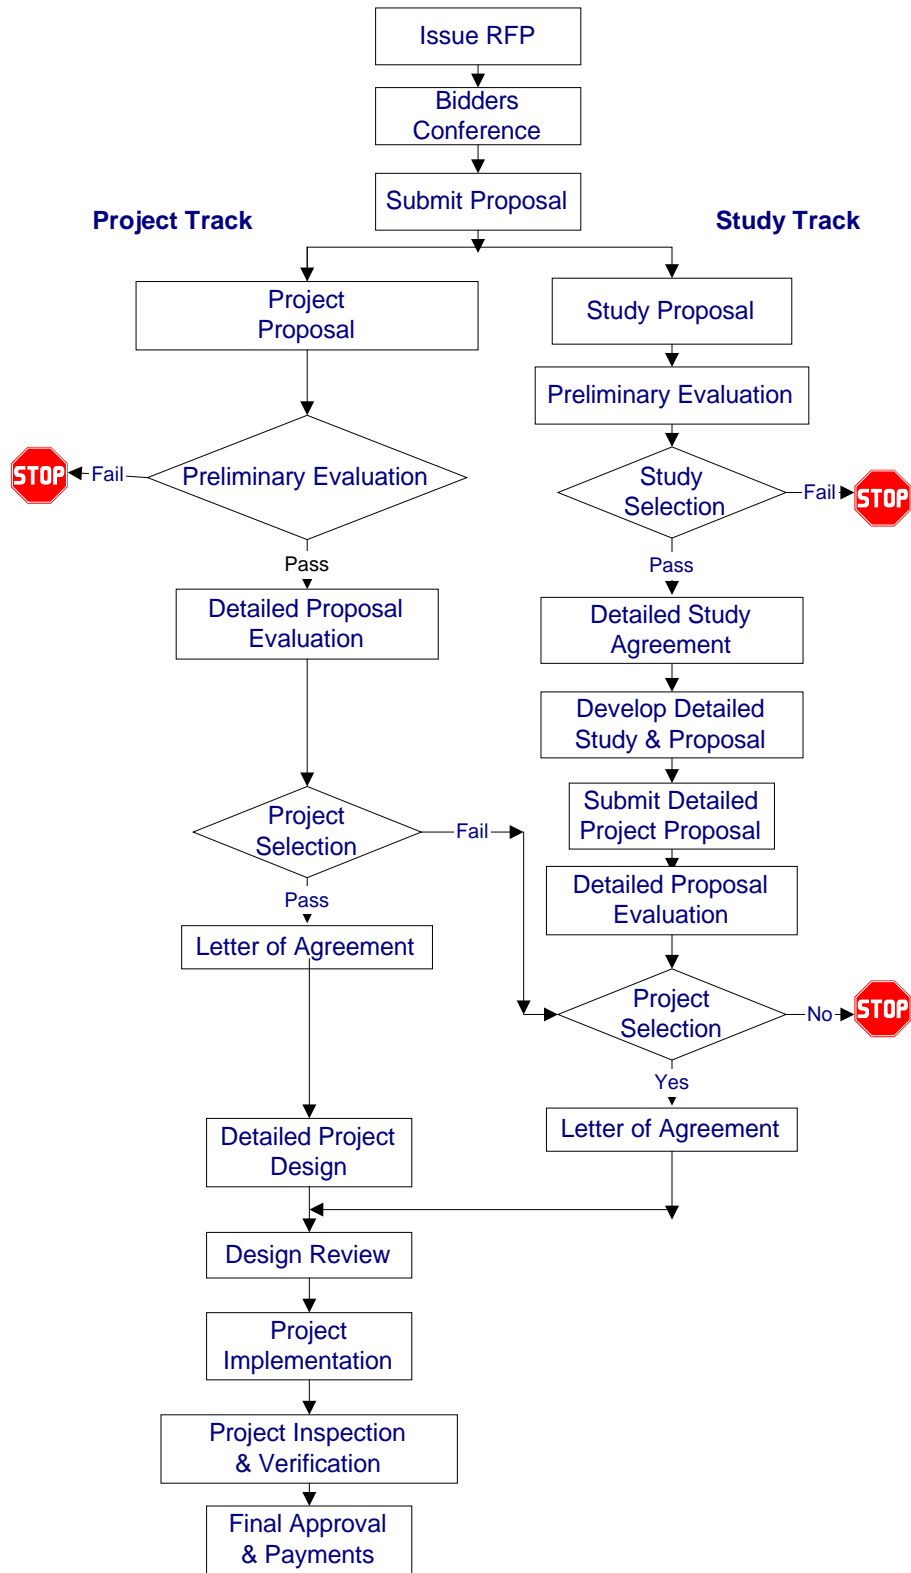 Issue RFP
Bidders
Conference
Submit Proposal
Project Track
Study Track
Project
Proposal
Study Proposal
Preliminary Evaluation
Preliminary Evaluation
STOP
Fail
Study
Selection
Fail
STOP
Pass
Pass
Detailed Proposal
Evaluation
Detailed Study
Agreement
Develop Detailed
Study & Proposal
Submit Detailed
Project Proposal
Project
Selection
Fail
Detailed Proposal
Evaluation
Pass
Letter of Agreement
Project
Selection
No
STOP
Yes
Letter of Agreement
Detailed Project
Design
Design Review
Project
Implementation
Project Inspection
& Verification
Final Approval
& Payments